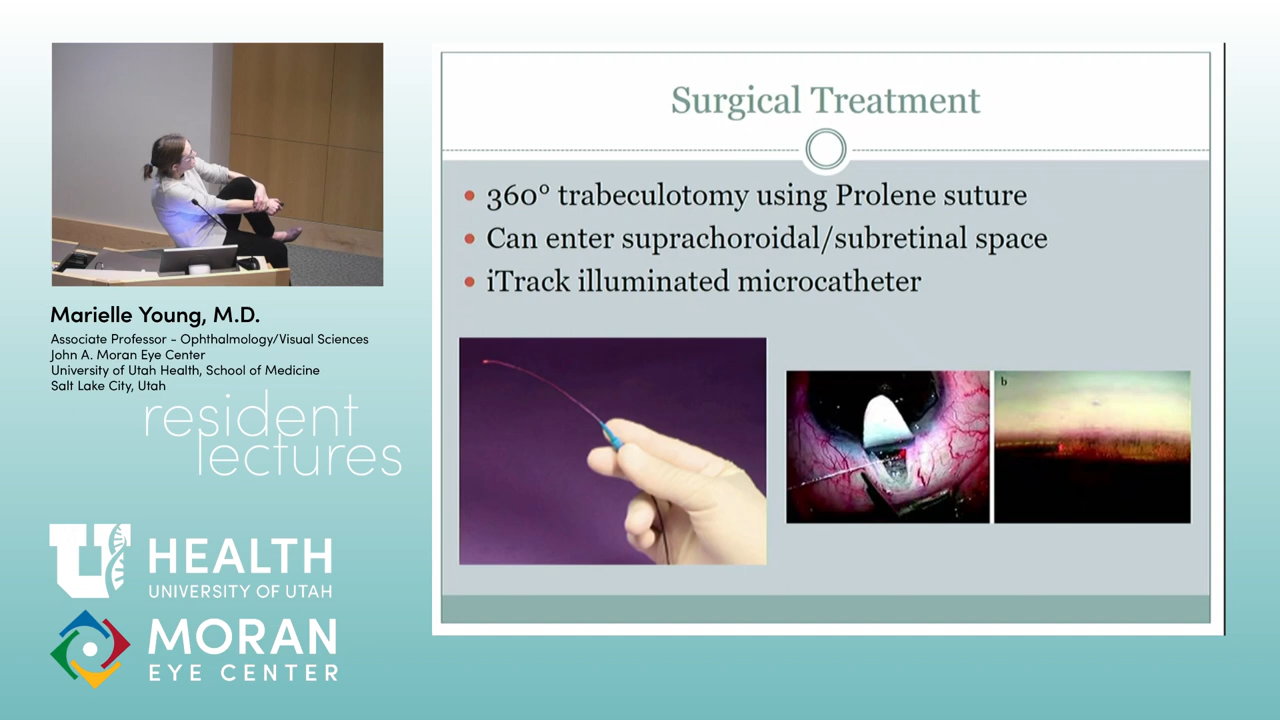 Marielle Young, M.D.
Associate Professor - Ophthalmology/Visual Sciences
John A. Moran Eye Center
University of Utah Health, School of Medicine
Salt Lake City, Utah
resident
lectures
U HEALTH
UNIVERSITY OF UTAH
MORAN
EYE CENTER
Surgical Treatment
• 360° trabeculotomy using Prolene suture
• Can enter suprachoroidal/subretinal space
• iTrack illuminated microcatheter
b